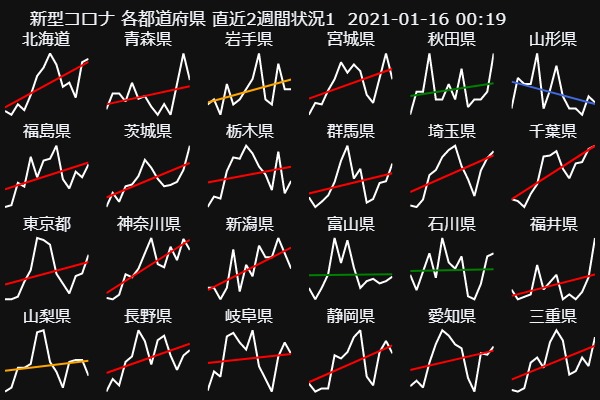 新型コロナ 各都道府県 直近2週間状況1 2021-01-16 00:19
北海道 青森県 岩手県 宮城県 秋田県 山形県
福島県 茨城県 栃木県 群馬県 埼玉県 千葉県
東京都 神奈川県 新潟県 富山県 石川県 福井県
山梨県 長野県 岐阜県 静岡県 愛知県 三重県